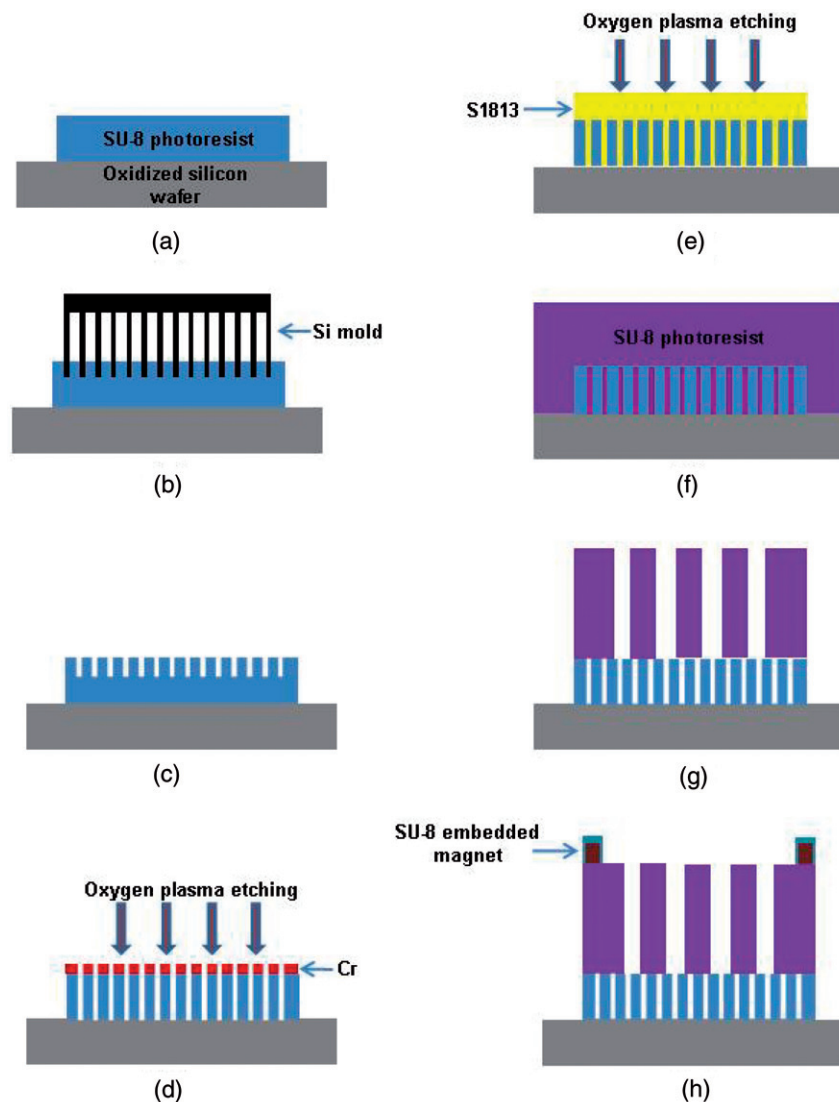 SU-8 photoresist
Oxidized silicon
wafer
(a)
Si mold
(b)
(c)
Oxygen plasma etching
Cr
(d)
Oxygen plasma etching
S1813
(e)
SU-8 photoresist
(f)
(g)
SU-8 embedded
magnet
(h)